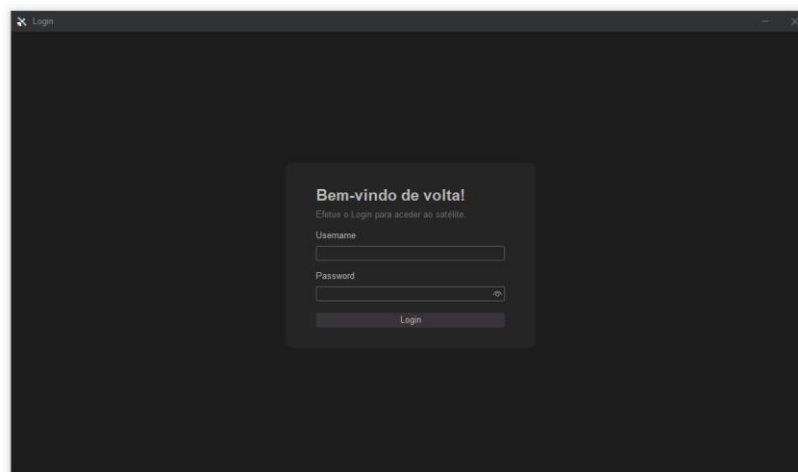 Login
Bem-vindo de volta!
Efetue o Login para aceder ao satélite.
Username
Password
Login